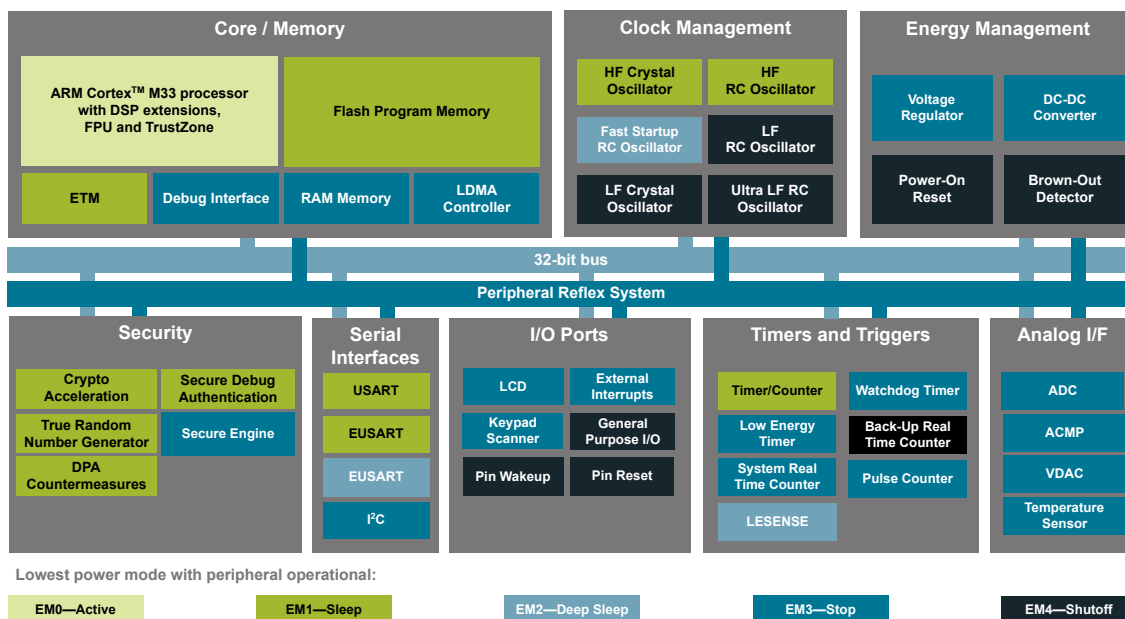 Core / Memory
ARM Cortex™ M33 processor
with DSP extensions,
FPU and TrustZone
Flash Program Memory
ETM
Debug Interface
RAM Memory
LDMA
Controller
Clock Management
HF Crystal
Oscillator
HF
RC Oscillator
Fast Startup
RC Oscillator
LF
RC Oscillator
LF Crystal
Oscillator
Ultra LF RC
Oscillator
Energy Management
Voltage
Regulator
DC-DC
Converter
Power-On
Reset
Brown-Out
Detector
32-bit bus
Peripheral Reflex System
Security
Crypto
Acceleration
Secure Debug
Authentication
True Random
Number Generator
Secure Engine
DPA
Countermeasures
Serial
Interfaces
USART
EUSART
EUSART
I²C
I/O Ports
LCD
External
Interrupts
Keypad
Scanner
General
Purpose I/O
Pin Wakeup
Pin Reset
Timers and Triggers
Timer/Counter
Watchdog Timer
Low Energy
Timer
Back-Up Real
Time Counter
System Real
Time Counter
Pulse Counter
LESENSE
Analog I/F
ADC
ACMP
VDAC
Temperature
Sensor
Lowest power mode with peripheral operational:
EM0—Active
EM1—Sleep
EM2—Deep Sleep
EM3—Stop
EM4—Shutoff